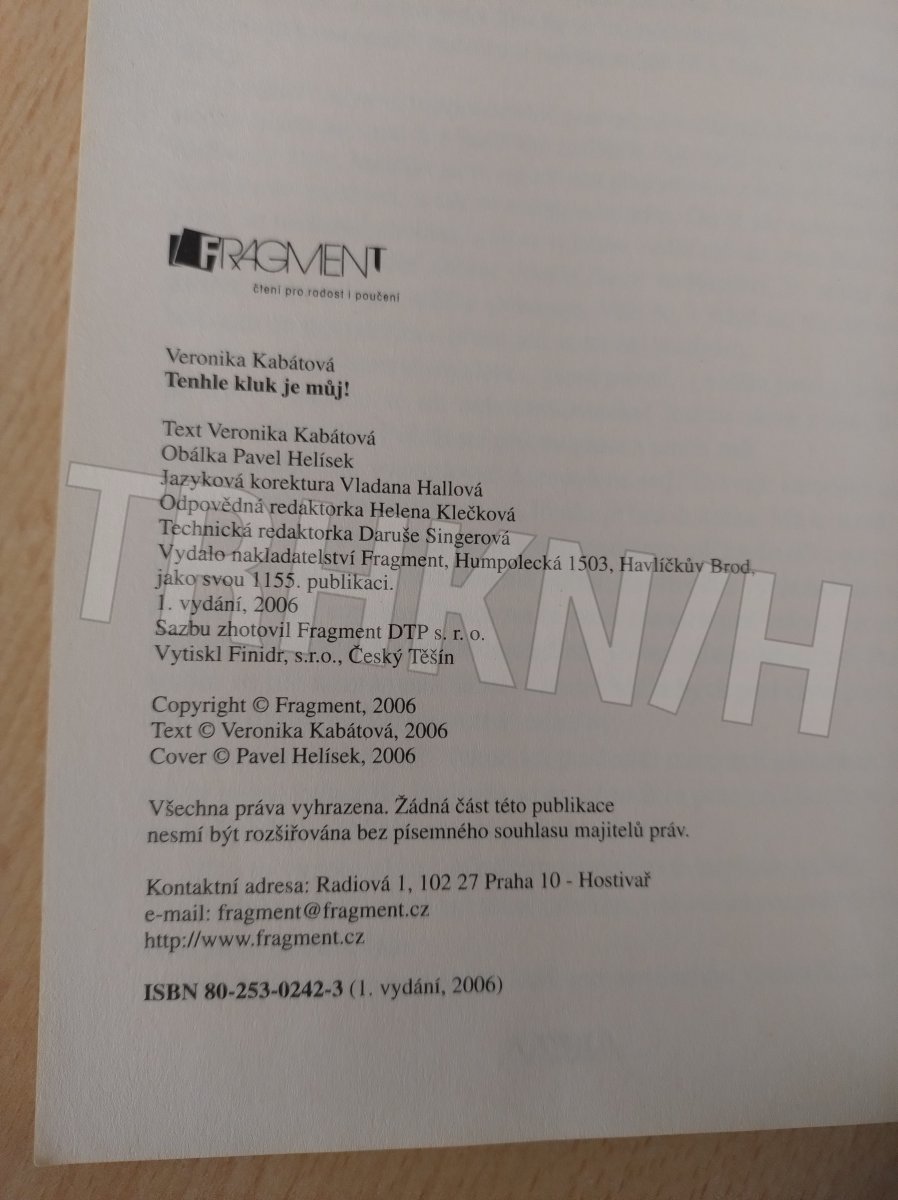 FRAGMENT
čtení pro radost i poučení
Veronika Kabátová
Tenhle kluk je můj!
Text Veronika Kabátová
Obálka Pavel Helísek
Jazyková korektura Vladana Hallová
Odpovědná redaktorka Helena Klečková
Technická redaktorka Daruše Singerová
Vydalo nakladatelství Fragment, Humpolecká 1503, Havlíčkův Brod,
jako svou 1155. publikaci.
1. vydání, 2006
Sazbu zhotovil Fragment DTP s. r. o.
Vytiskl Finidr, s.r.o., Český Těšín
Copyright © Fragment, 2006
Text © Veronika Kabátová, 2006
Cover © Pavel Helísek, 2006
Všechna práva vyhrazena. Žádná část této publikace
nesmí být rozšiřována bez písemného souhlasu majitelů práv.
Kontaktní adresa: Radiová 1, 102 27 Praha 10 - Hostivař
e-mail: fragment@fragment.cz
http://www.fragment.cz
ISBN 80-253-0242-3 (1. vydání, 2006)